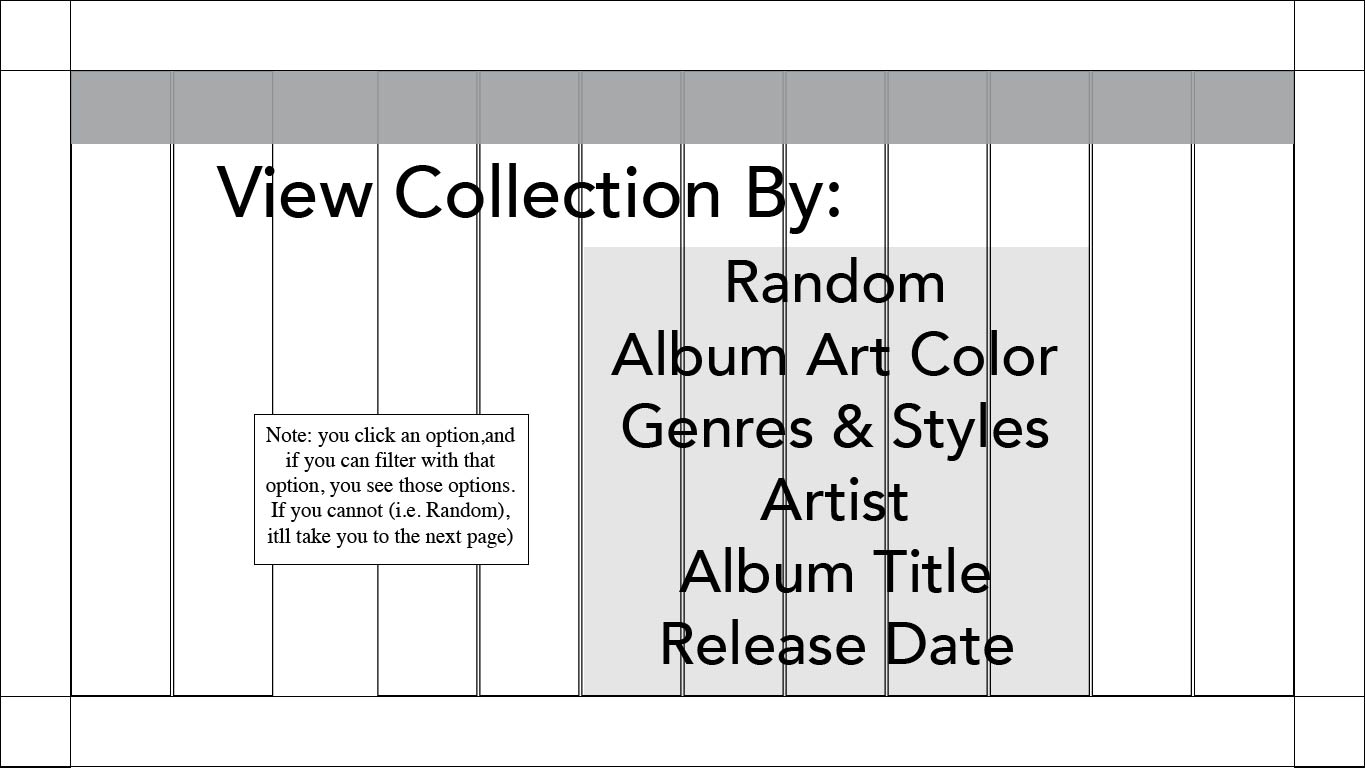 View Collection By:
Random
Album Art Color
Genres & Styles
Artist
Album Title
Release Date
Note: you click an option,and
if you can filter with that
option, you see those options.
If you cannot (i.e. Random),
itll take you to the next page)